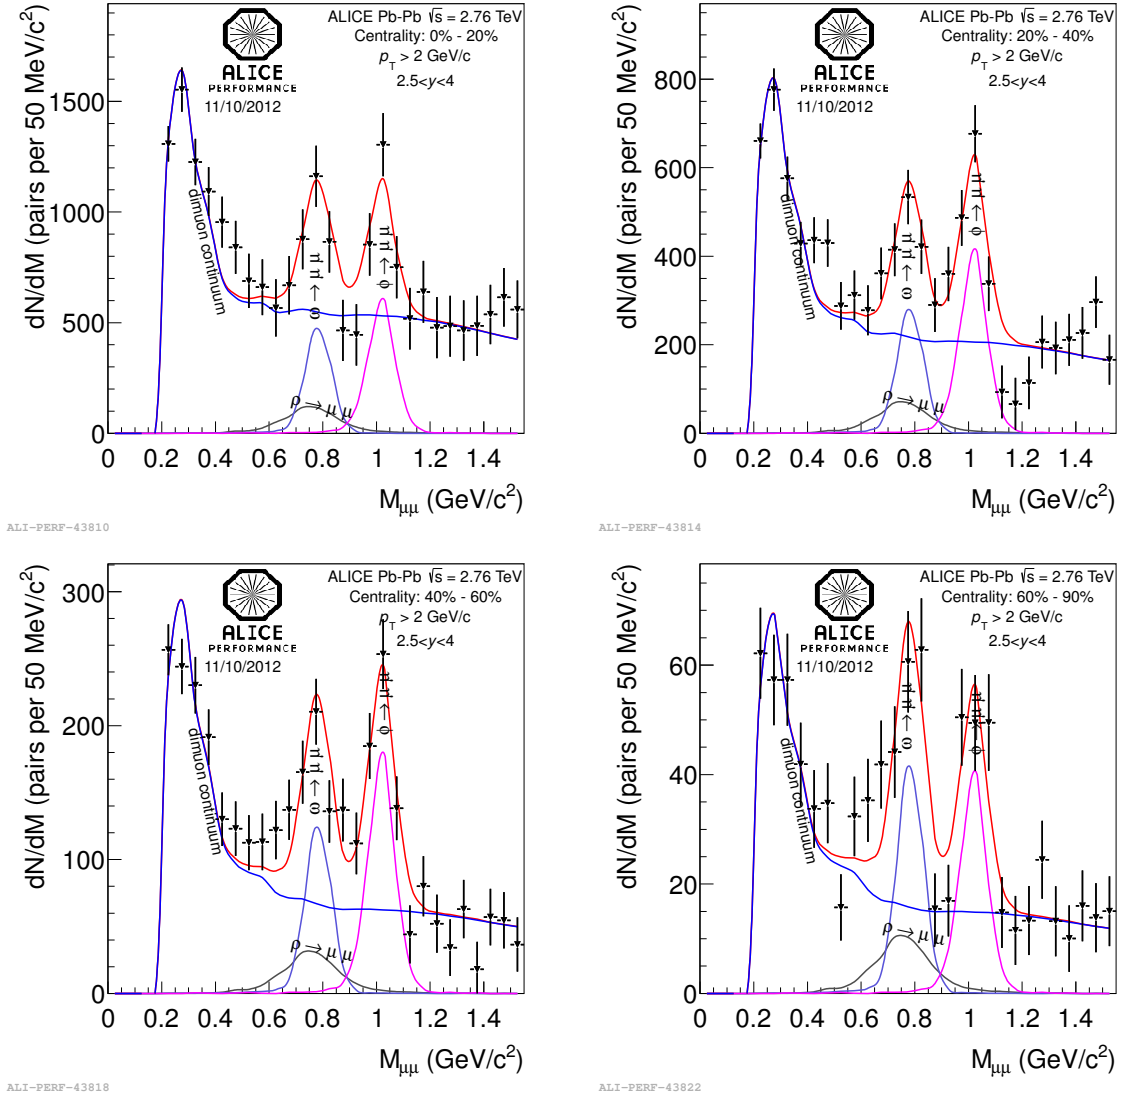 ALICE Pb-Pb √s = 2.76 TeV
Centrality: 0% - 20%
p_T > 2 GeV/c
2.5<y<4
ALICE
PERFORMANCE
11/10/2012
dN/dM (pairs per 50 MeV/c²)
1500
1000
500
0
dimuon continuum
ω → μμ
ϕ → μμ
ρ → μμ
0 0.2 0.4 0.6 0.8 1 1.2 1.4
M_μμ (GeV/c²)
ALI-PERF-43810
ALICE Pb-Pb √s = 2.76 TeV
Centrality: 20% - 40%
p_T > 2 GeV/c
2.5<y<4
ALICE
PERFORMANCE
11/10/2012
dN/dM (pairs per 50 MeV/c²)
800
600
400
200
0
dimuon continuum
ω → μμ
ϕ → μμ
ρ → μμ
0 0.2 0.4 0.6 0.8 1 1.2 1.4
M_μμ (GeV/c²)
ALI-PERF-43814
ALICE Pb-Pb √s = 2.76 TeV
Centrality: 40% - 60%
p_T > 2 GeV/c
2.5<y<4
ALICE
PERFORMANCE
11/10/2012
dN/dM (pairs per 50 MeV/c²)
300
200
100
0
dimuon continuum
ω → μμ
ϕ → μμ
ρ → μμ
0 0.2 0.4 0.6 0.8 1 1.2 1.4
M_μμ (GeV/c²)
ALI-PERF-43818
ALICE Pb-Pb √s = 2.76 TeV
Centrality: 60% - 90%
p_T > 2 GeV/c
2.5<y<4
ALICE
PERFORMANCE
11/10/2012
dN/dM (pairs per 50 MeV/c²)
60
40
20
0
dimuon continuum
ω → μμ
ϕ → μμ
ρ → μμ
0 0.2 0.4 0.6 0.8 1 1.2 1.4
M_μμ (GeV/c²)
ALI-PERF-43822